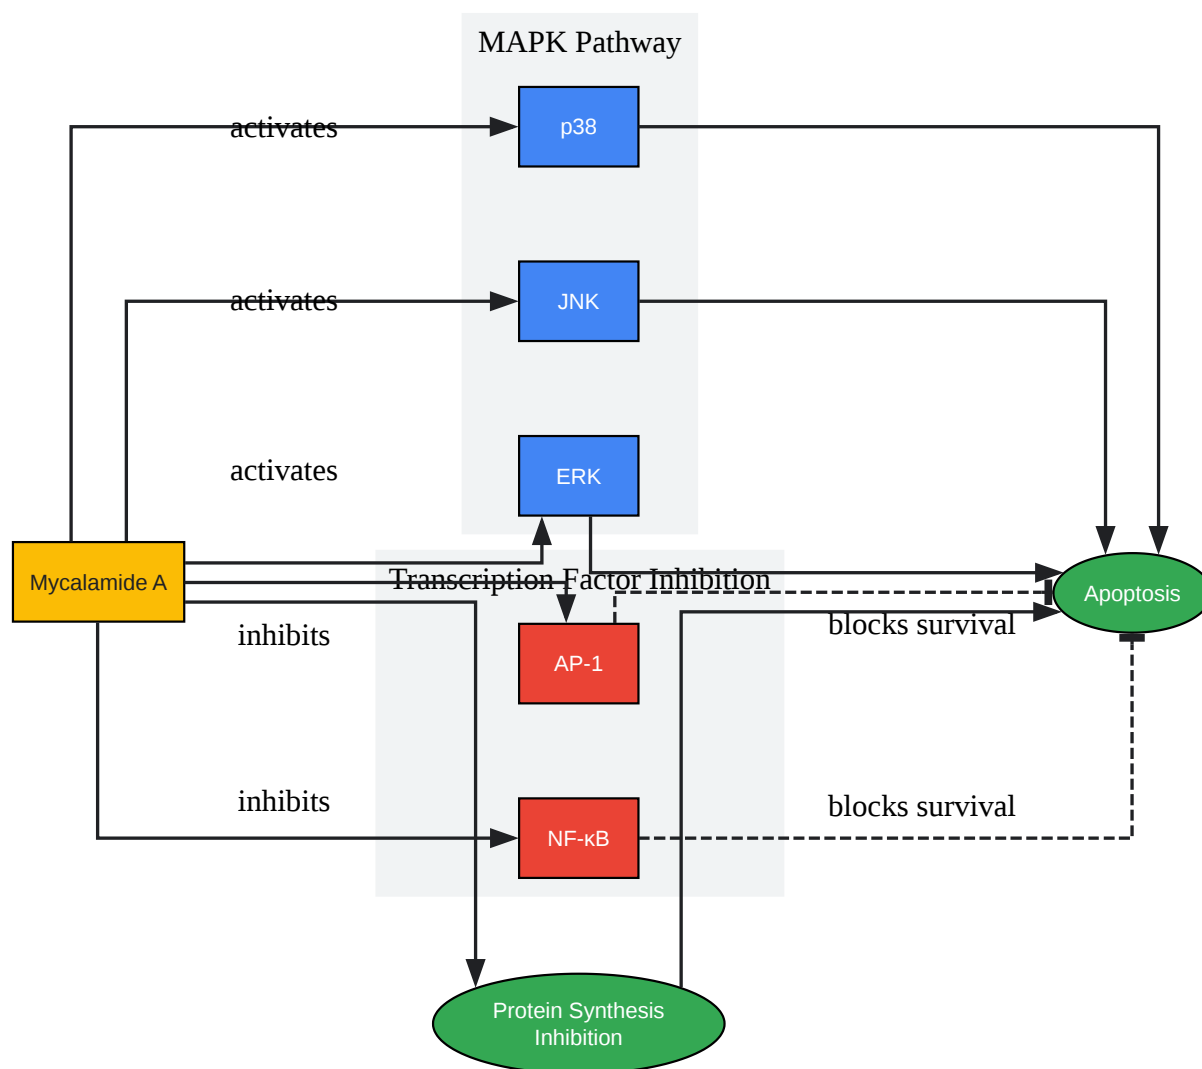 MAPK Pathway
activates
p38
activates
JNK
activates
ERK
Mycalamide A
Transcription Factor Inhibition
Apoptosis
inhibits
blocks survival
AP-1
inhibits
blocks survival
NF-κB
Protein Synthesis
Inhibition